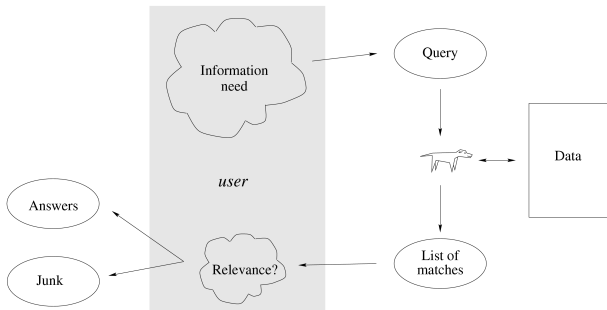 Information
need
Query
Data
user
Answers
Junk
Relevance?
List of
matches